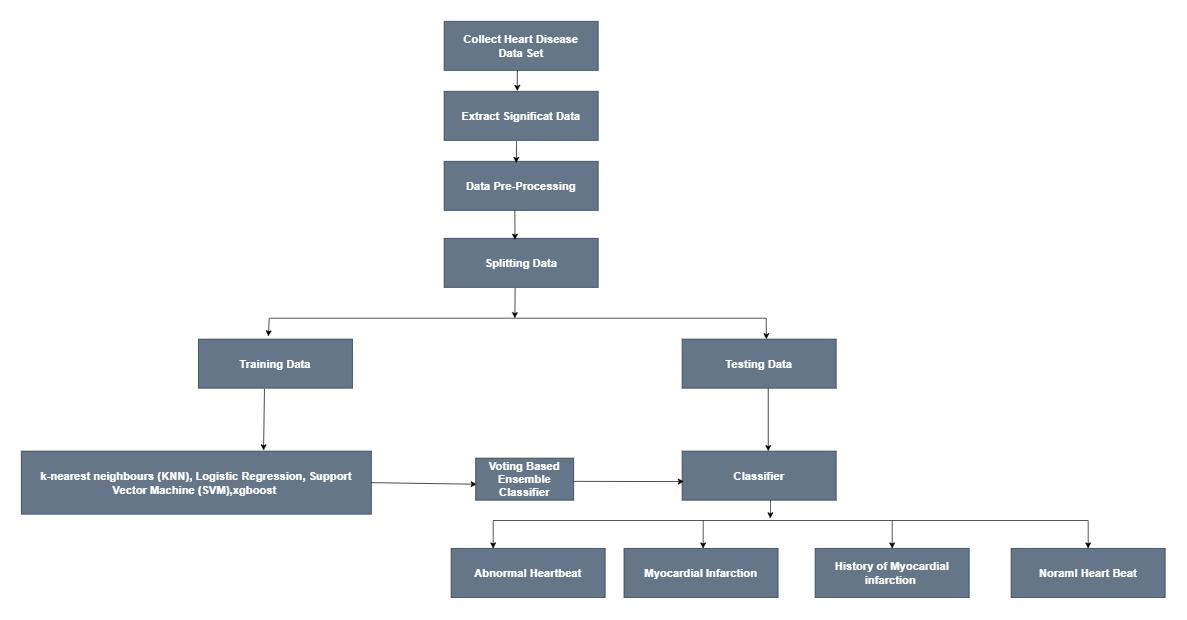 Collect Heart Disease
Data Set
Extract Significat Data
Data Pre-Processing
Splitting Data
Training Data
Testing Data
k-nearest neighbours (KNN), Logistic Regression, Support
Vector Machine (SVM),xgboost
Voting Based
Ensemble
Classifier
Classifier
Abnormal Heartbeat
Myocardial Infarction
History of Myocardial
infarction
Noraml Heart Beat